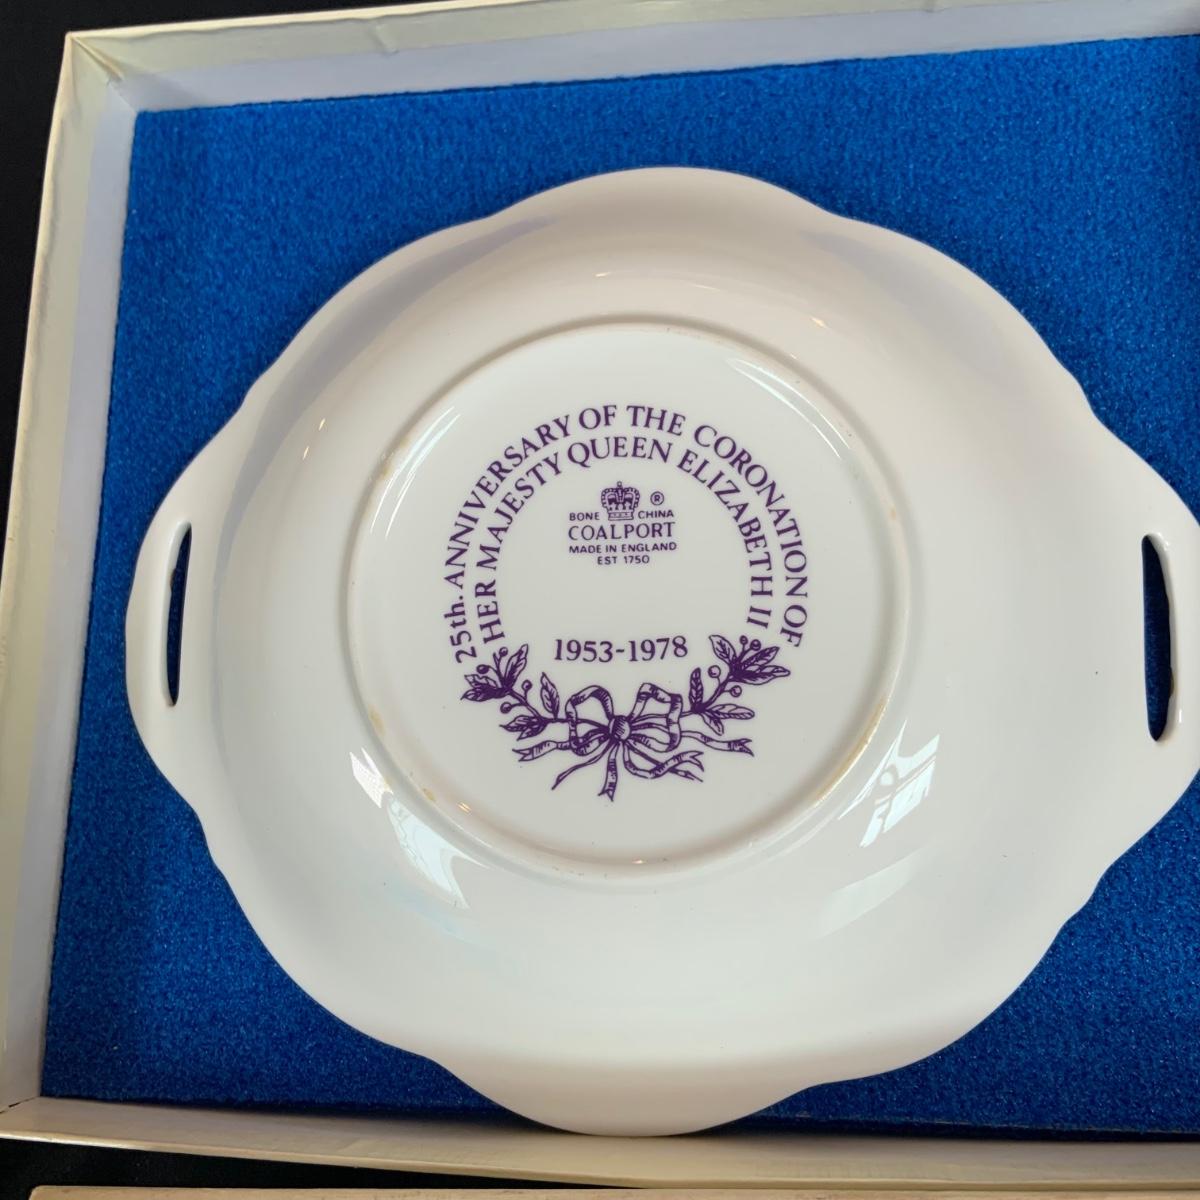 25th. ANNIVERSARY OF THE CORONATION OF
HER MAJESTY QUEEN ELIZABETH II
®
BONE CHINA
COALPORT
MADE IN ENGLAND
EST 1750
1953-1978